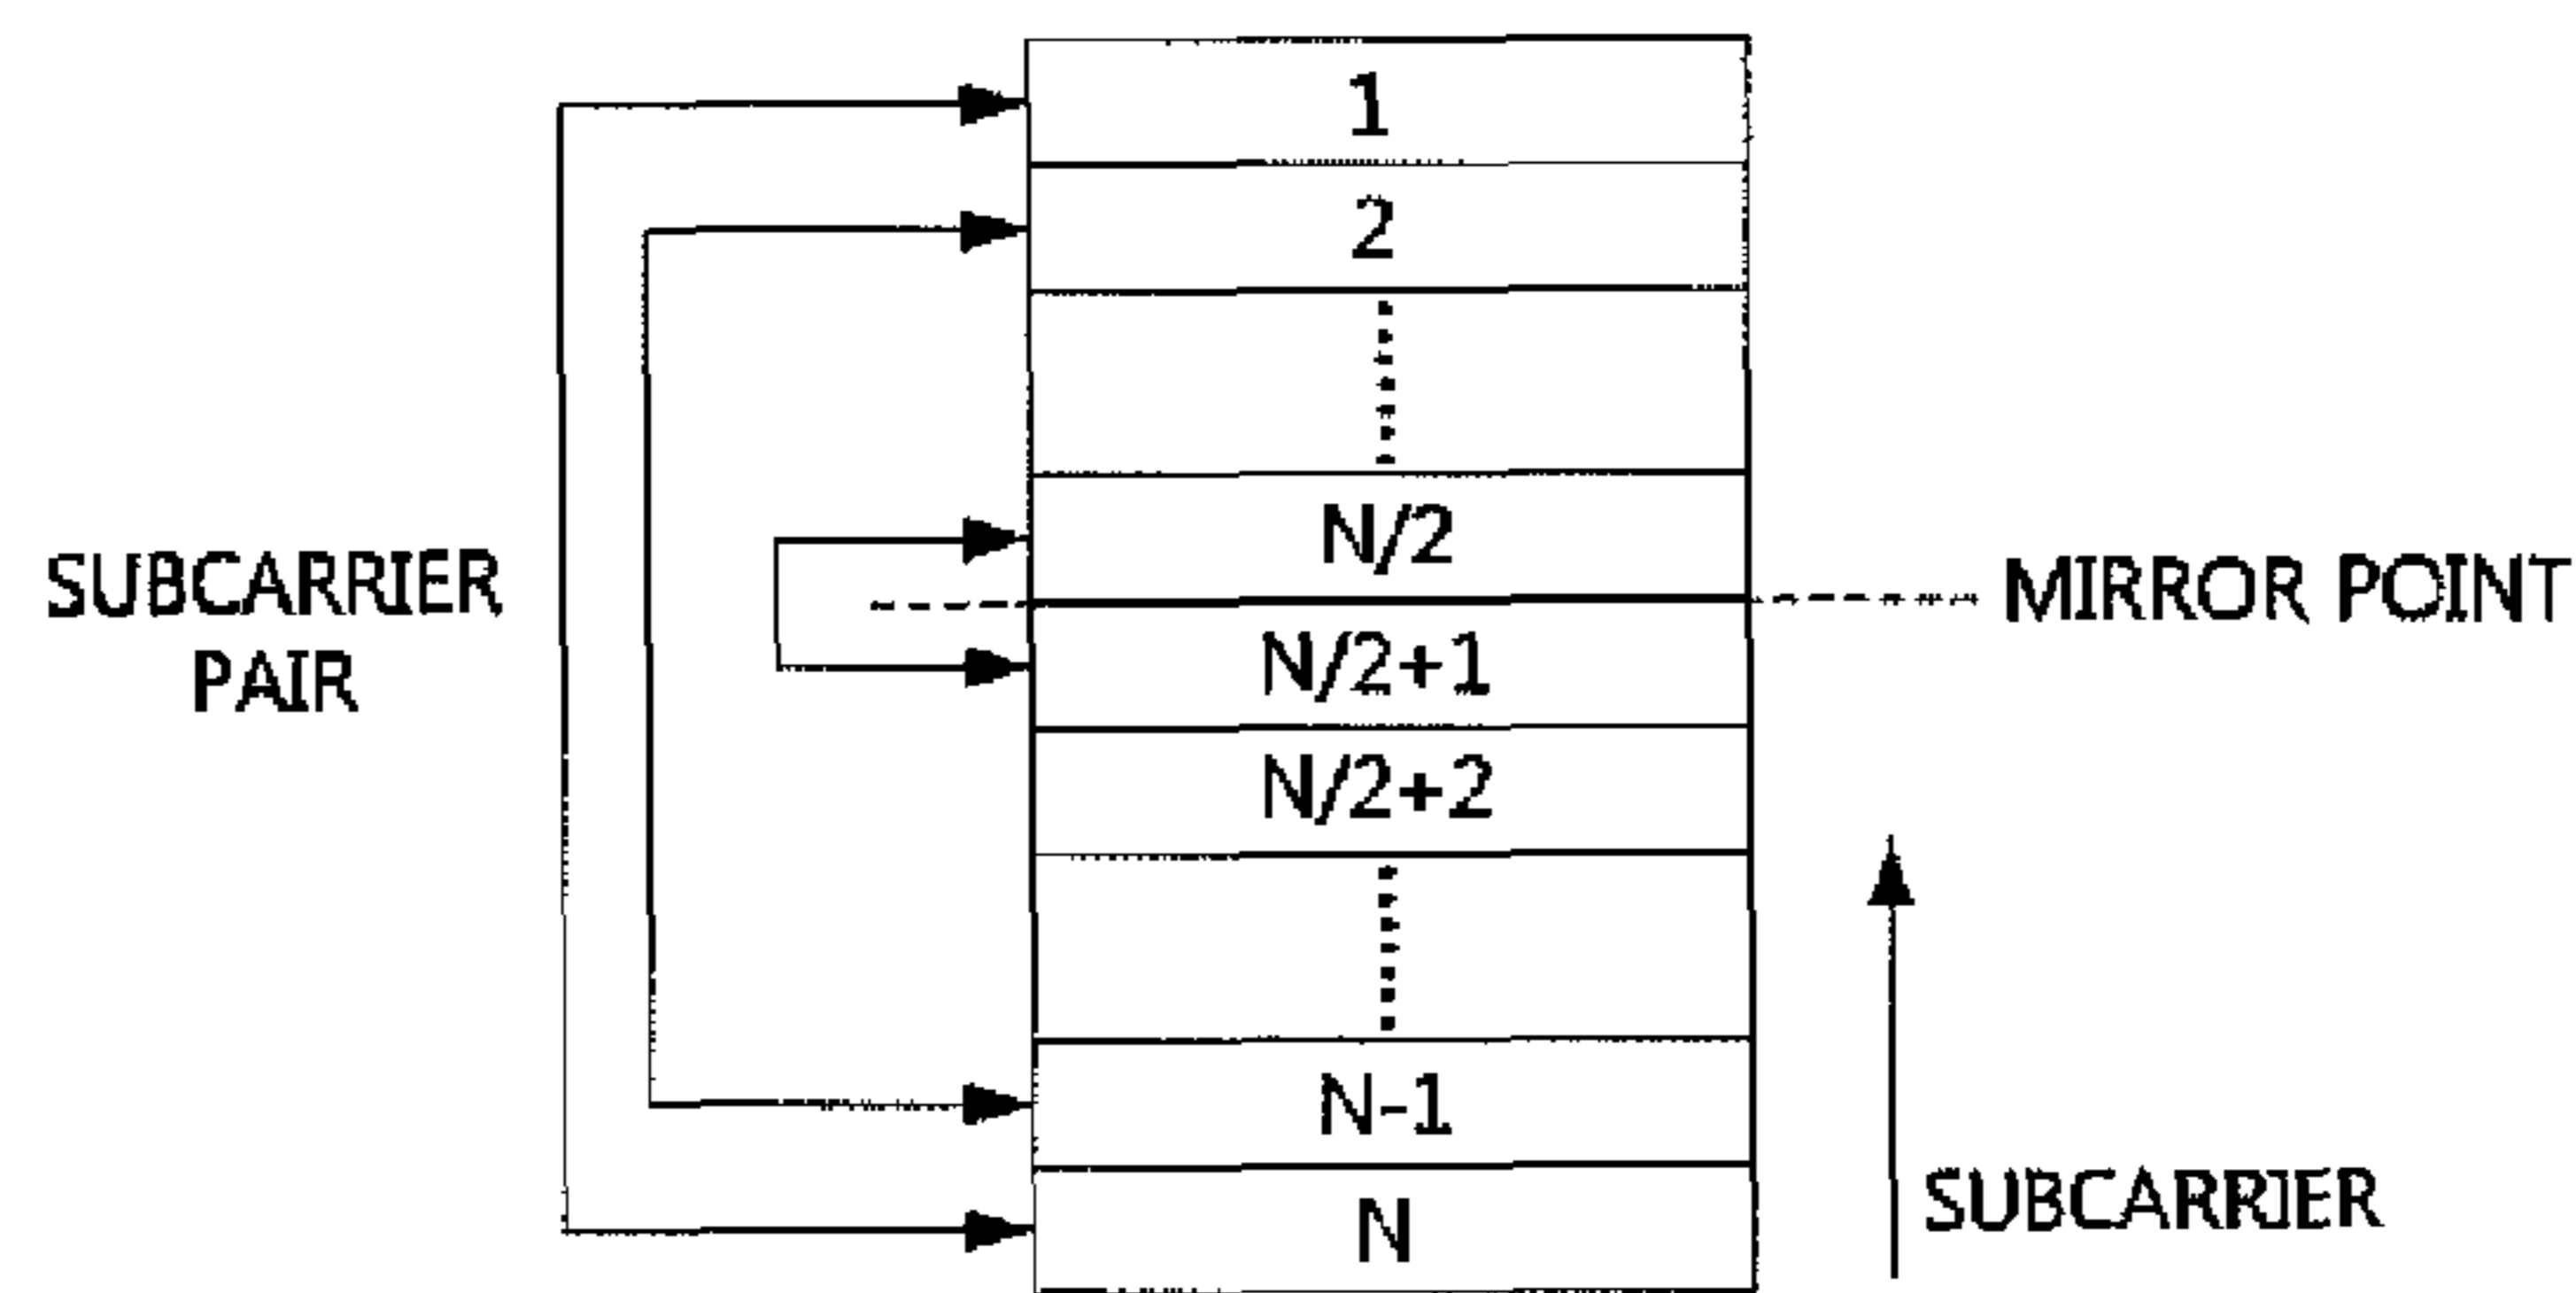 1
2
N/2
SUBCARRIER
PAIR
MIRROR POINT
N/2+1
N/2+2
N-1
SUBCARRIER
N